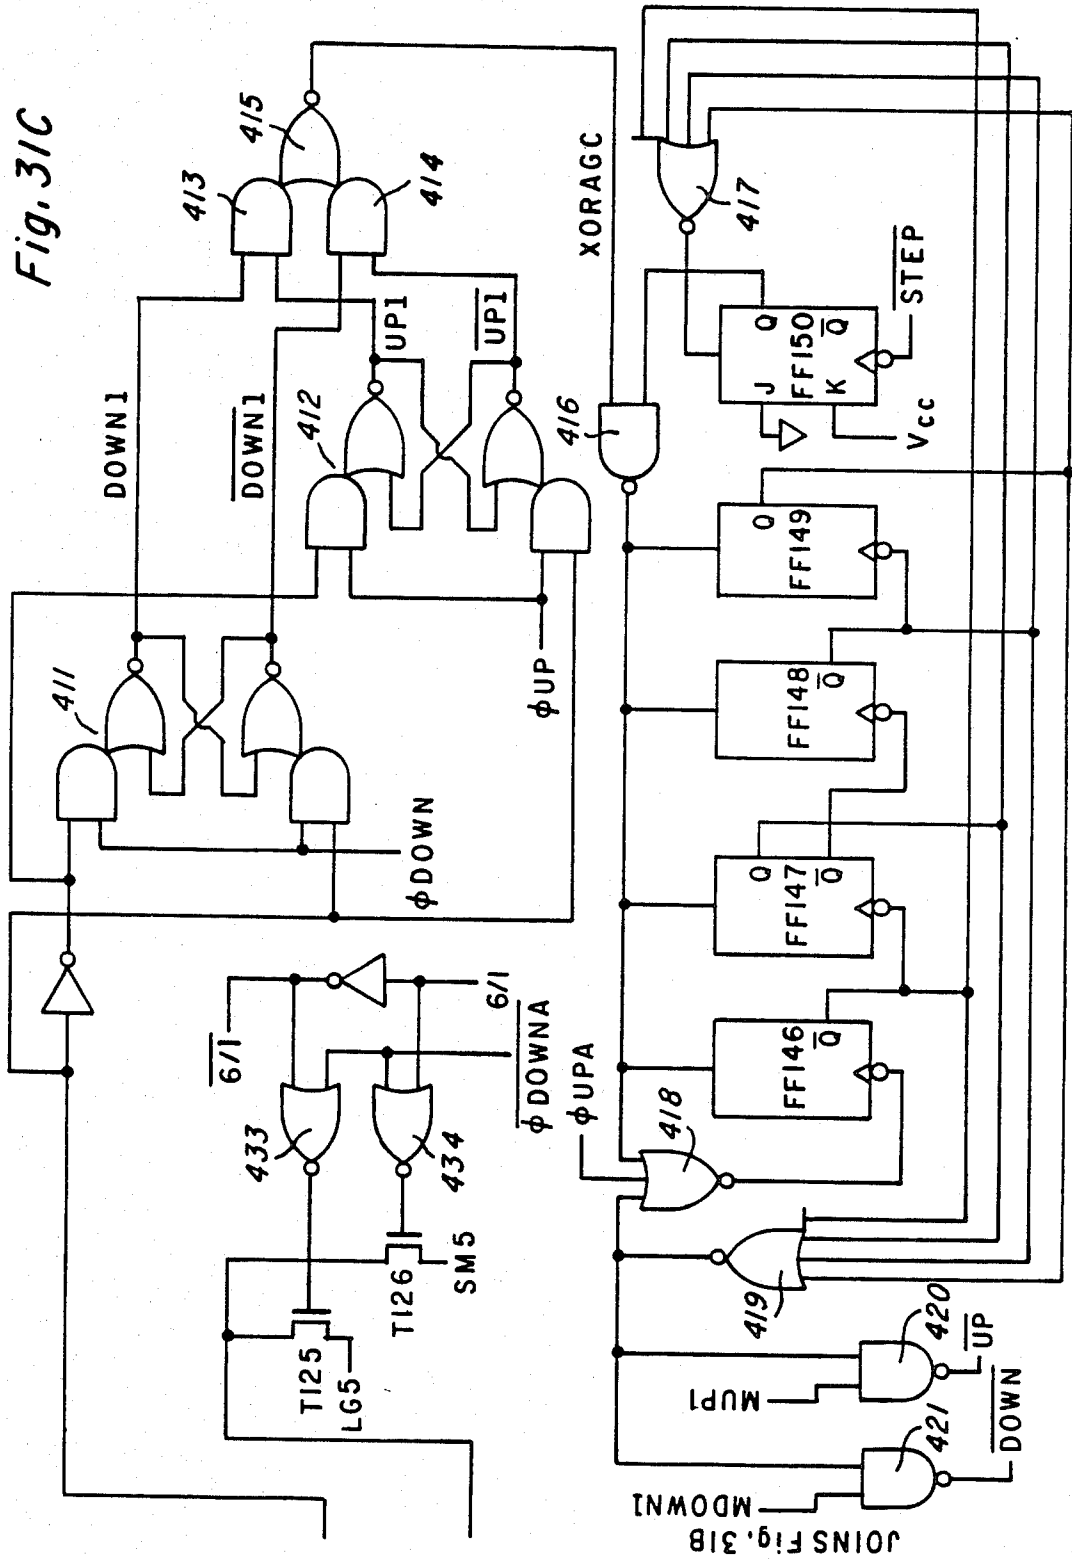 Fig. 31C
415
413
414
DOWN1
DOWN1
UP1
UP1
412
411
φUP
φDOWN
XORAGC
417
416
6/1
6/1
433
434
φDOWNA
φUPA
T125
T126
LG5
SM5
418
419
420
421
FF146
Q
FF147
Q
Q
FF148
Q
FF149
Q
FF150
J
K
Q
Q
Vcc
STEP
MUP1
UP
MDOWN1
DOWN
JOINS Fig. 31B